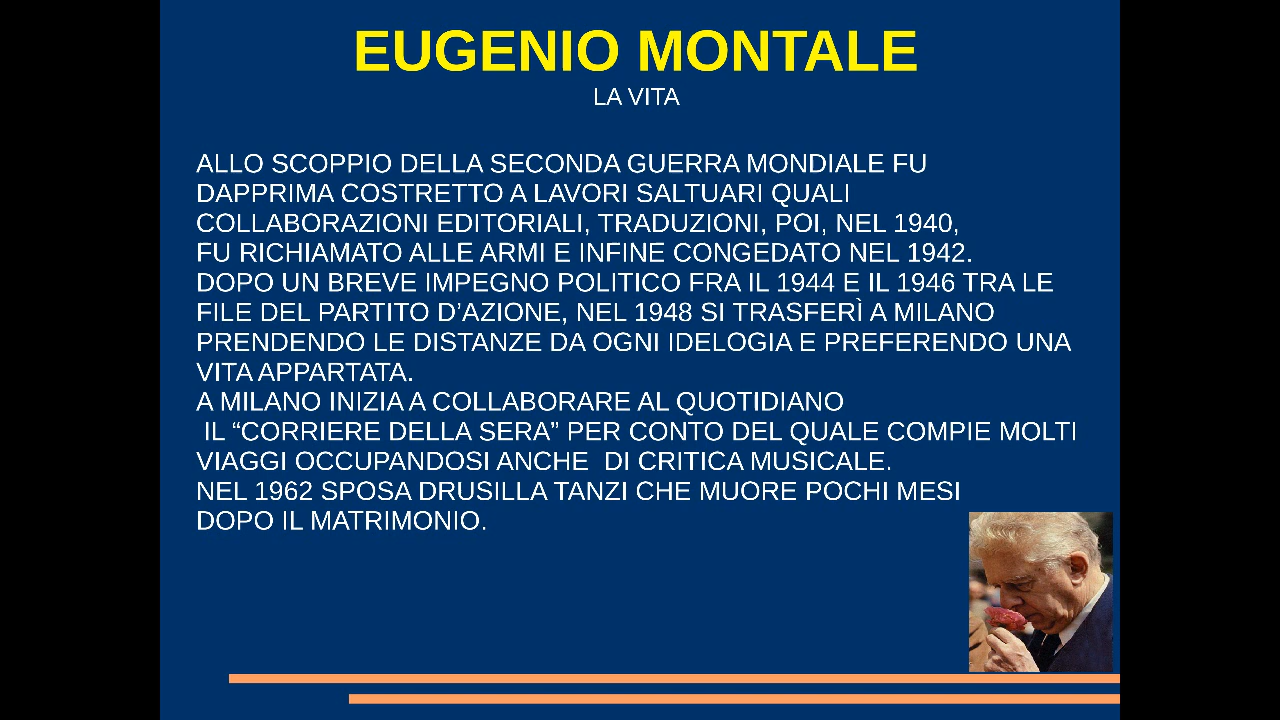 EUGENIO MONTALE
LA VITA
ALLO SCOPPIO DELLA SECONDA GUERRA MONDIALE FU
DAPPRIMA COSTRETTO A LAVORI SALTUARI QUALI
COLLABORAZIONI EDITORIALI, TRADUZIONI, POI, NEL 1940,
FU RICHIAMATO ALLE ARMI E INFINE CONGEDATO NEL 1942.
DOPO UN BREVE IMPEGNO POLITICO FRA IL 1944 E IL 1946 TRA LE
FILE DEL PARTITO D’AZIONE, NEL 1948 SI TRASFERÌ A MILANO
PRENDENDO LE DISTANZE DA OGNI IDELOGIA E PREFERENDO UNA
VITA APPARTATA.
A MILANO INIZIA A COLLABORARE AL QUOTIDIANO
IL “CORRIERE DELLA SERA” PER CONTO DEL QUALE COMPIE MOLTI
VIAGGI OCCUPANDOSI ANCHE  DI CRITICA MUSICALE.
NEL 1962 SPOSA DRUSILLA TANZI CHE MUORE POCHI MESI
DOPO IL MATRIMONIO.